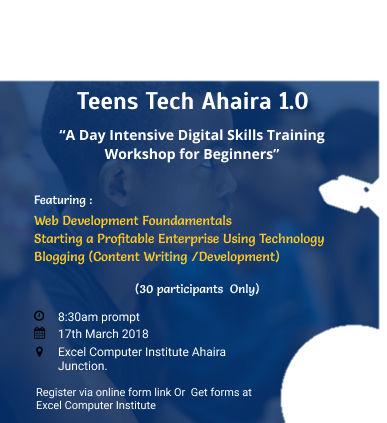 Teens Tech Ahaira 1.0
“A Day Intensive Digital Skills Training
Workshop for Beginners”
Featuring :
Web Development Foundamentals
Starting a Profitable Enterprise Using Technology
Blogging (Content Writing /Development)
(30 participants Only)
8:30am prompt
17th March 2018
Excel Computer Institute Ahaira
Junction.
Register via online form link Or Get forms at
Excel Computer Institute